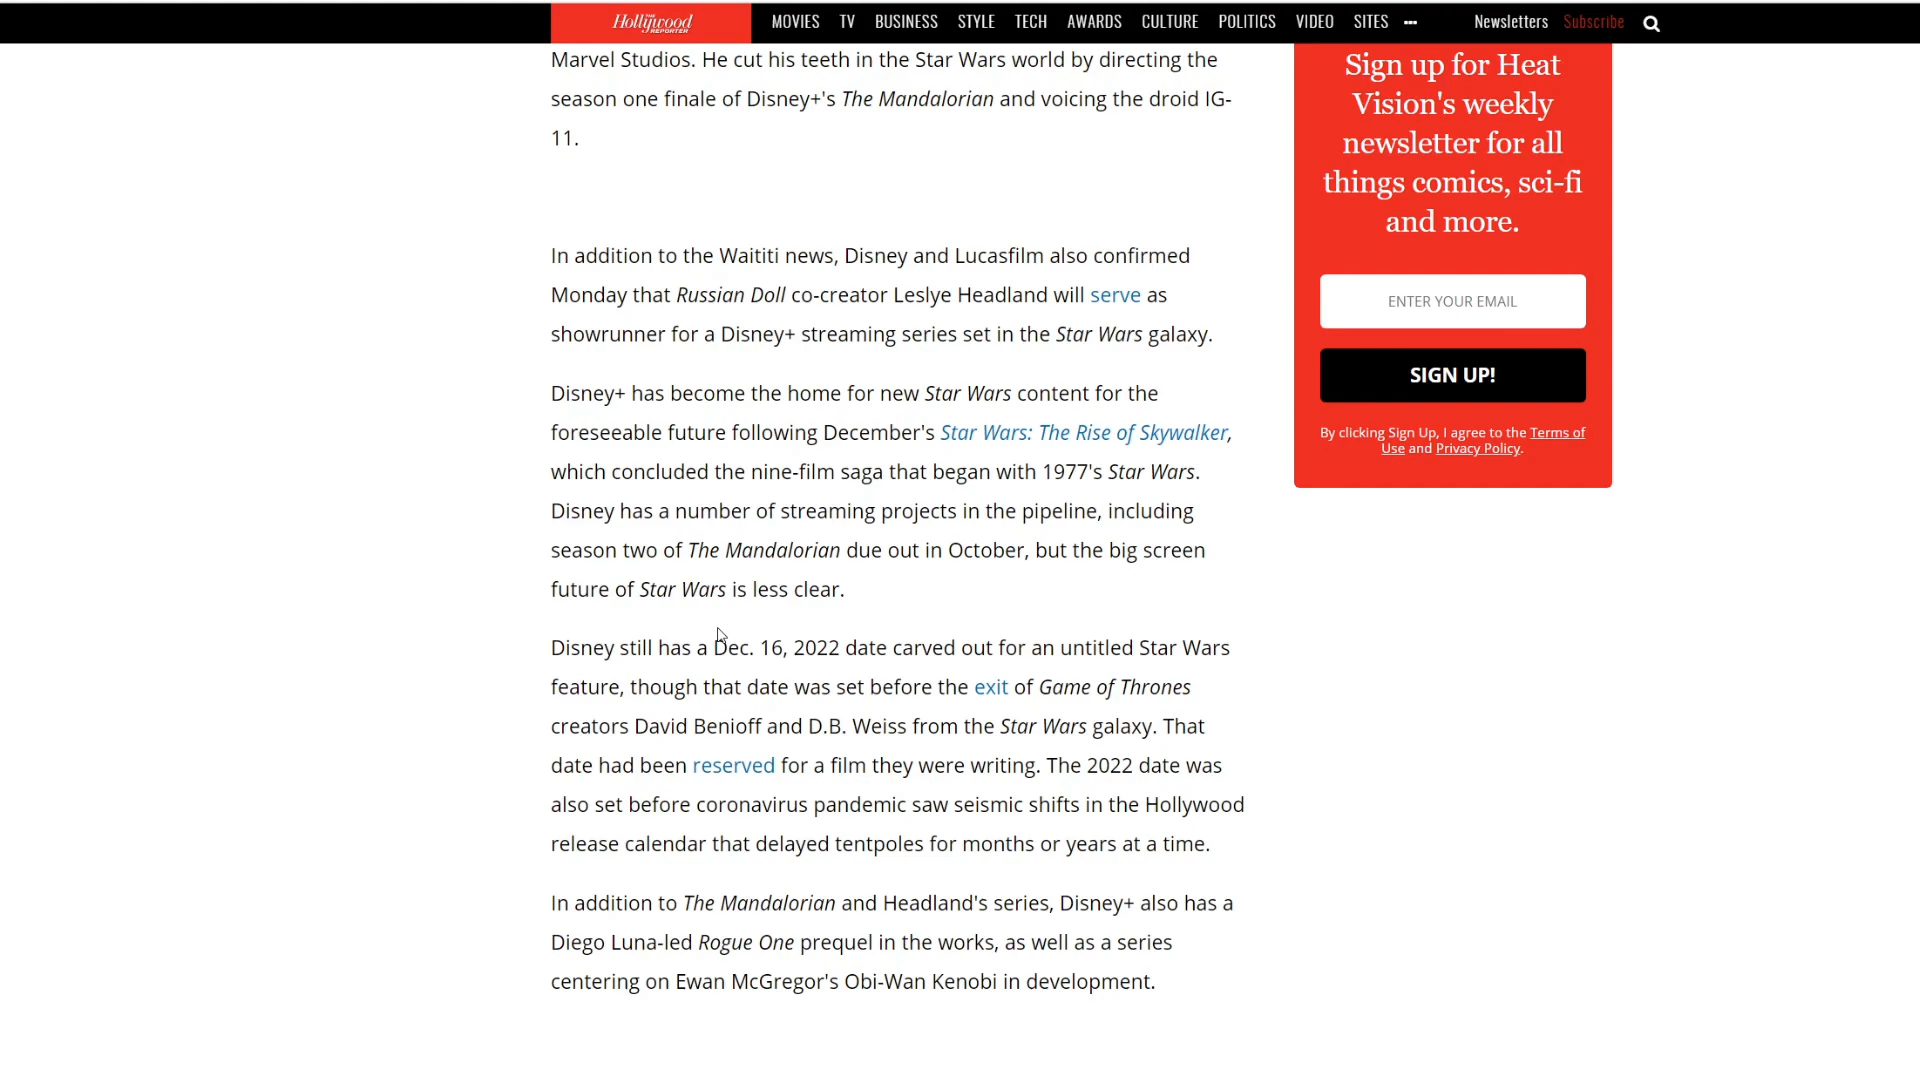 The Hollywood REPORTER
MOVIES TV BUSINESS STYLE TECH AWARDS CULTURE POLITICS VIDEO SITES ••• Newsletters Subscribe
Marvel Studios. He cut his teeth in the Star Wars world by directing the
season one finale of Disney+'s The Mandalorian and voicing the droid IG-
11.
In addition to the Waititi news, Disney and Lucasfilm also confirmed
Monday that Russian Doll co-creator Leslye Headland will serve as
showrunner for a Disney+ streaming series set in the Star Wars galaxy.
Disney+ has become the home for new Star Wars content for the
foreseeable future following December's Star Wars: The Rise of Skywalker,
which concluded the nine-film saga that began with 1977's Star Wars.
Disney has a number of streaming projects in the pipeline, including
season two of The Mandalorian due out in October, but the big screen
future of Star Wars is less clear.
Disney still has a Dec. 16, 2022 date carved out for an untitled Star Wars
feature, though that date was set before the exit of Game of Thrones
creators David Benioff and D.B. Weiss from the Star Wars galaxy. That
date had been reserved for a film they were writing. The 2022 date was
also set before coronavirus pandemic saw seismic shifts in the Hollywood
release calendar that delayed tentpoles for months or years at a time.
In addition to The Mandalorian and Headland's series, Disney+ also has a
Diego Luna-led Rogue One prequel in the works, as well as a series
centering on Ewan McGregor's Obi-Wan Kenobi in development.
Sign up for Heat
Vision's weekly
newsletter for all
things comics, sci-fi
and more.
ENTER YOUR EMAIL
SIGN UP!
By clicking Sign Up, I agree to the Terms of
Use and Privacy Policy.